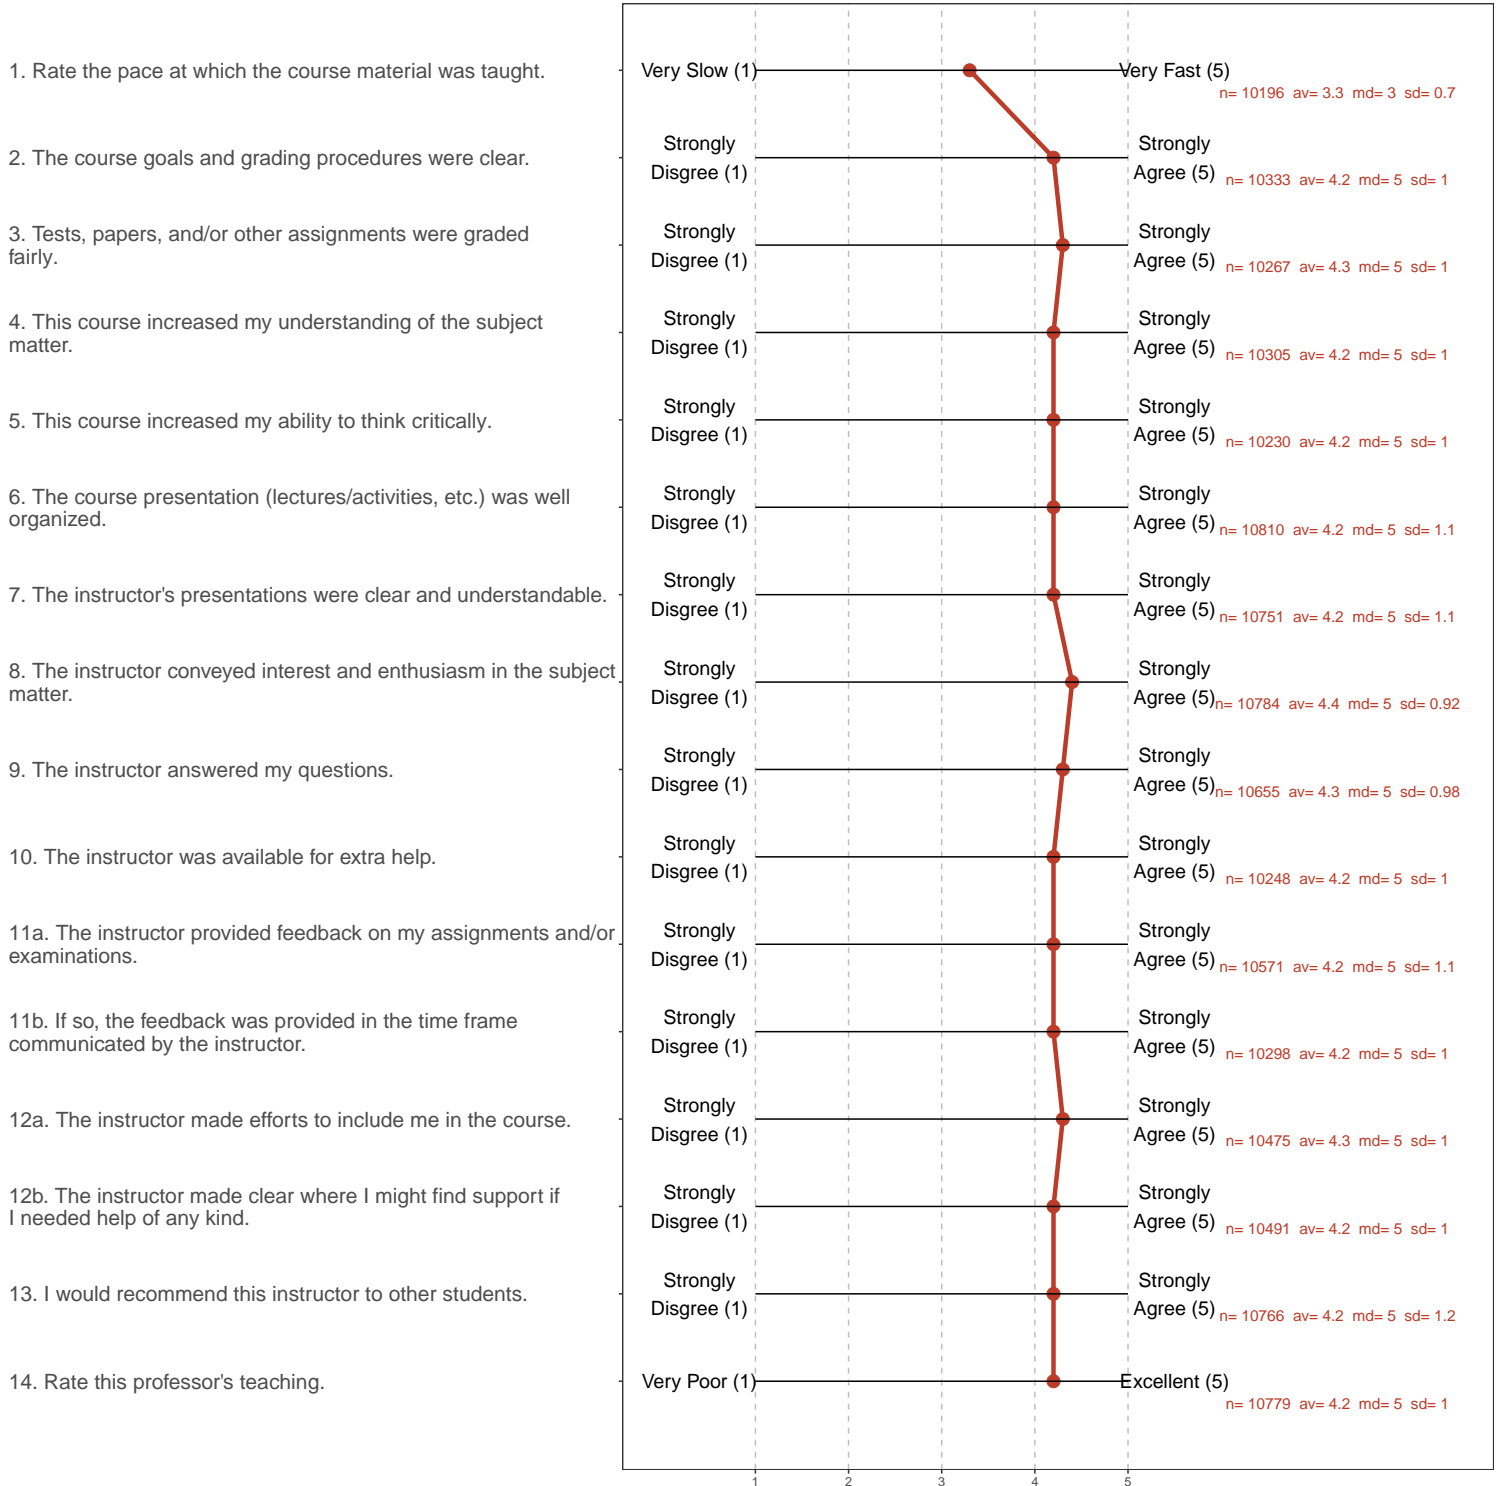 1. Rate the pace at which the course material was taught.
Very Slow (1)
Very Fast (5)
n= 10196 av= 3.3 md= 3 sd= 0.7
2. The course goals and grading procedures were clear.
Strongly
Disgree (1)
Strongly
Agree (5)
n= 10333 av= 4.2 md= 5 sd= 1
3. Tests, papers, and/or other assignments were graded
fairly.
Strongly
Disgree (1)
Strongly
Agree (5)
n= 10267 av= 4.3 md= 5 sd= 1
4. This course increased my understanding of the subject
matter.
Strongly
Disgree (1)
Strongly
Agree (5)
n= 10305 av= 4.2 md= 5 sd= 1
5. This course increased my ability to think critically.
Strongly
Disgree (1)
Strongly
Agree (5)
n= 10230 av= 4.2 md= 5 sd= 1
6. The course presentation (lectures/activities, etc.) was well
organized.
Strongly
Disgree (1)
Strongly
Agree (5)
n= 10810 av= 4.2 md= 5 sd= 1.1
7. The instructor's presentations were clear and understandable.
Strongly
Disgree (1)
Strongly
Agree (5)
n= 10751 av= 4.2 md= 5 sd= 1.1
8. The instructor conveyed interest and enthusiasm in the subject
matter.
Strongly
Disgree (1)
Strongly
Agree (5)
n= 10784 av= 4.4 md= 5 sd= 0.92
9. The instructor answered my questions.
Strongly
Disgree (1)
Strongly
Agree (5)
n= 10655 av= 4.3 md= 5 sd= 0.98
10. The instructor was available for extra help.
Strongly
Disgree (1)
Strongly
Agree (5)
n= 10248 av= 4.2 md= 5 sd= 1
11a. The instructor provided feedback on my assignments and/or
examinations.
Strongly
Disgree (1)
Strongly
Agree (5)
n= 10571 av= 4.2 md= 5 sd= 1.1
11b. If so, the feedback was provided in the time frame
communicated by the instructor.
Strongly
Disgree (1)
Strongly
Agree (5)
n= 10298 av= 4.2 md= 5 sd= 1
12a. The instructor made efforts to include me in the course.
Strongly
Disgree (1)
Strongly
Agree (5)
n= 10475 av= 4.3 md= 5 sd= 1
12b. The instructor made clear where I might find support if
I needed help of any kind.
Strongly
Disgree (1)
Strongly
Agree (5)
n= 10491 av= 4.2 md= 5 sd= 1
13. I would recommend this instructor to other students.
Strongly
Disgree (1)
Strongly
Agree (5)
n= 10766 av= 4.2 md= 5 sd= 1.2
14. Rate this professor's teaching.
Very Poor (1)
Excellent (5)
n= 10779 av= 4.2 md= 5 sd= 1
1 2 3 4 5